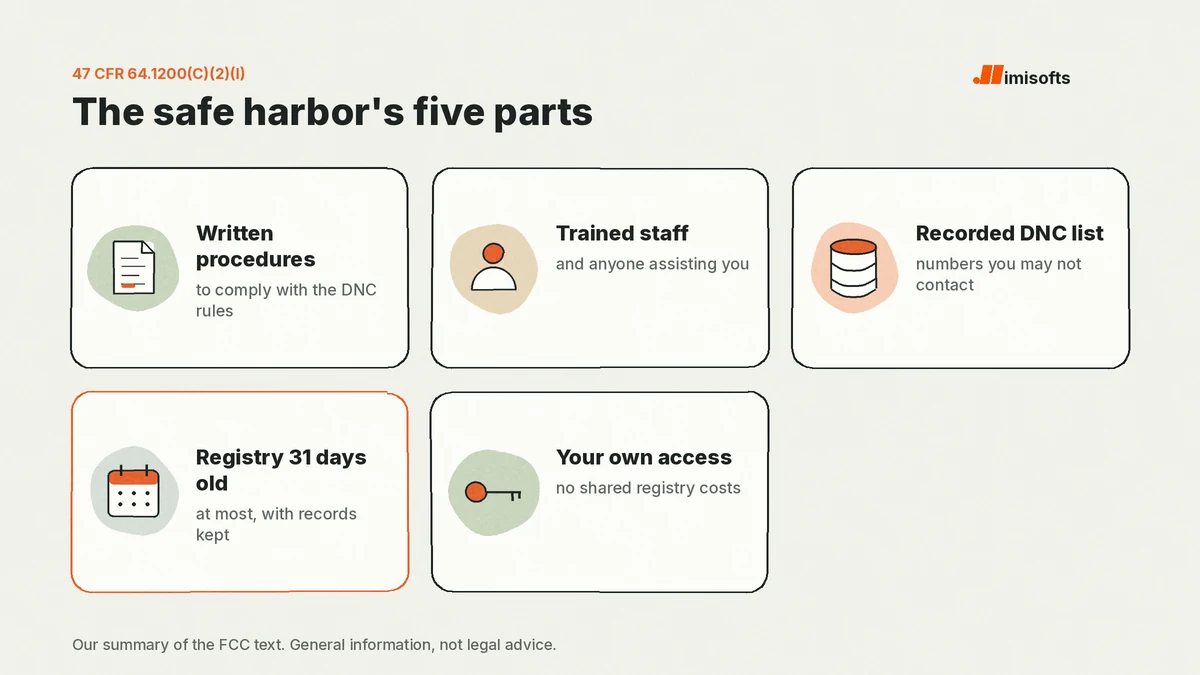 47 CFR 64.1200(C)(2)(I)
imisofts
The safe harbor's five parts
Written
procedures
to comply with the DNC
rules
Trained staff
and anyone assisting you
Recorded DNC list
numbers you may not
contact
Registry 31 days
old
at most, with records
kept
Your own access
no shared registry costs
Our summary of the FCC text. General information, not legal advice.